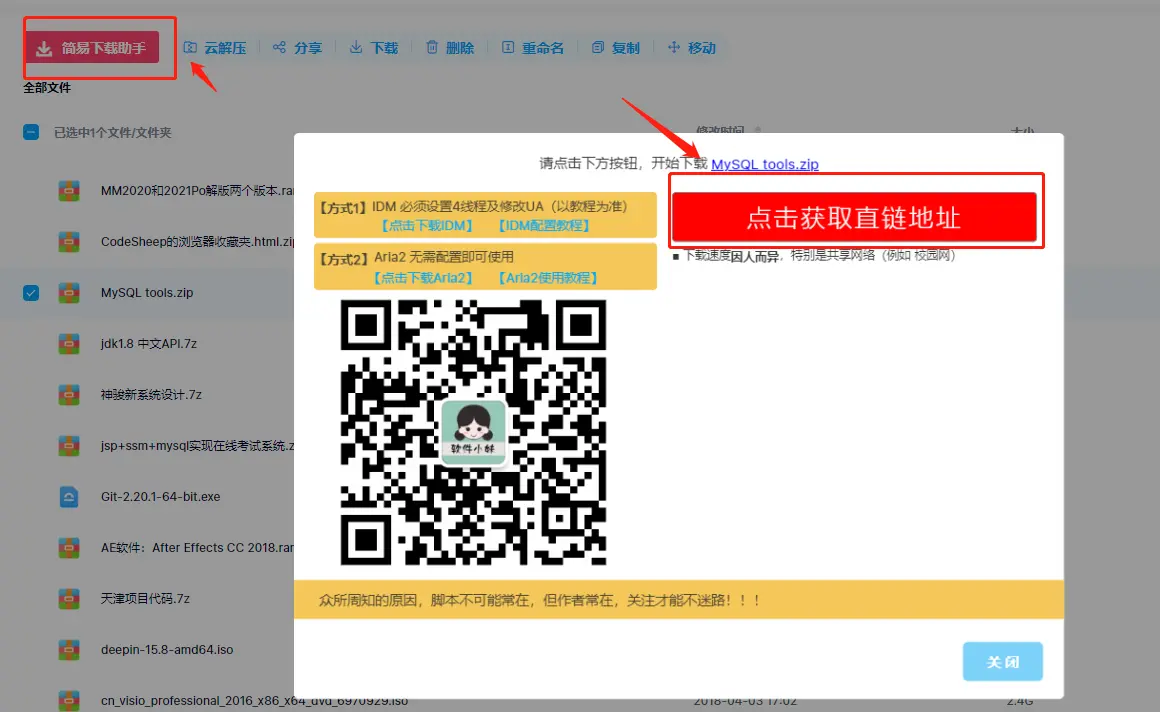 简易下载助手 云解压 分享 下载 删除 重命名 复制 移动
全部文件
已选中1个文件/文件夹 修改时间 大小
MM2020和2021Po解版两个版本.rar
CodeSheep的浏览器收藏夹.html.zip
MySQL tools.zip
jdk1.8 中文API.7z
神骏新系统设计.7z
jsp+ssm+mysql实现在线考试系统.z
Git-2.20.1-64-bit.exe
AE软件：After Effects CC 2018.rar
天津项目代码.7z
deepin-15.8-amd64.iso
cn_visio_professional_2016_x86_x64_dvd_6970929.iso 2018-04-03 17:02 2.4G
请点击下方按钮，开始下载 MySQL tools.zip
【方式1】IDM 必须设置4线程及修改UA（以教程为准）
【点击下载IDM】 【IDM配置教程】
【方式2】Aria2 无需配置即可使用
【点击下载Aria2】 【Aria2使用教程】
点击获取直链地址
■ 下载速度因人而异，特别是共享网络（例如 校园网）
软件小妹
众所周知的原因，脚本不可能常在，但作者常在，关注才能不迷路！！！
关闭